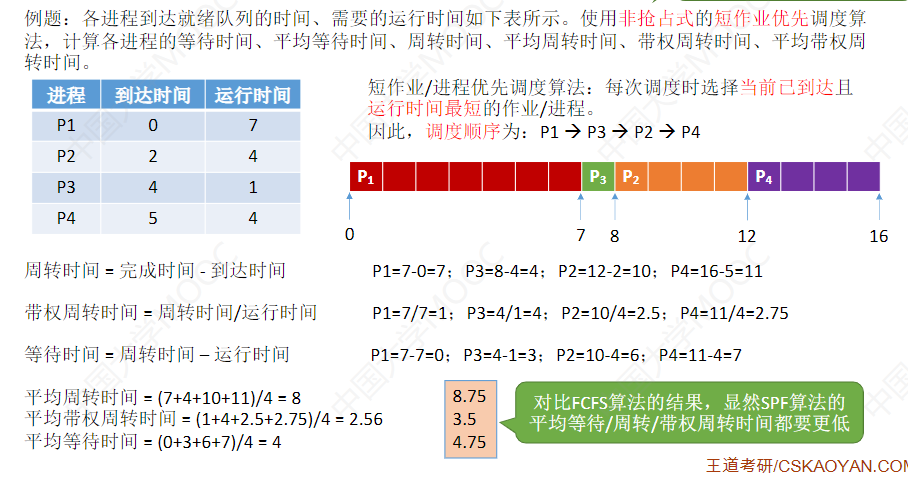 例题：各进程到达就绪队列的时间、需要的运行时间如下表所示。使用非抢占式的短作业优先调度算
法，计算各进程的等待时间、平均等待时间、周转时间、平均周转时间、带权周转时间、平均带权周
转时间。
进程 到达时间 运行时间
P1 0 7
P2 2 4
P3 4 1
P4 5 4
短作业/进程优先调度算法：每次调度时选择当前已到达且
运行时间最短的作业/进程。
因此，调度顺序为：P1 → P3 → P2 → P4
P1 P3 P2 P4
0 7 8 12 16
周转时间 = 完成时间 - 到达时间 P1=7-0=7；P3=8-4=4；P2=12-2=10；P4=16-5=11
带权周转时间 = 周转时间/运行时间 P1=7/7=1；P3=4/1=4；P2=10/4=2.5；P4=11/4=2.75
等待时间 = 周转时间 – 运行时间 P1=7-7=0；P3=4-1=3；P2=10-4=6；P4=11-4=7
平均周转时间 = (7+4+10+11)/4 = 8
平均带权周转时间 = (1+4+2.5+2.75)/4 = 2.56
平均等待时间 = (0+3+6+7)/4 = 4
8.75
3.5
4.75
对比FCFS算法的结果，显然SPF算法的
平均等待/周转/带权周转时间都要更低
王道考研/CSKAOYAN.COM
中国大学MOOC